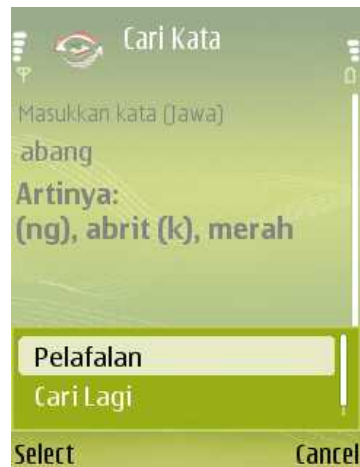 Cari Kata
Masukkan kata (Jawa)
abang
Artinya:
(ng), abrit (k), merah
Pelafalan
Cari Lagi
Select Cancel